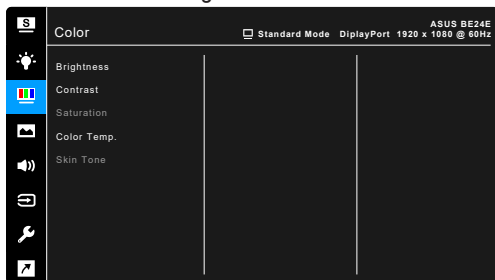 S
Color
Standard Mode DiplayPort 1920 x 1080 @ 60Hz
ASUS BE24E
Brightness
Contrast
Saturation
Color Temp.
Skin Tone